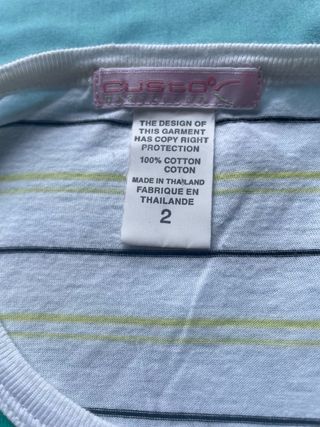 custo
THE DESIGN OF
THIS GARMENT
HAS COPY RIGHT
PROTECTION
100% COTTON
COTON
MADE IN THAILAND
FABRIQUE EN
THAILANDE
2